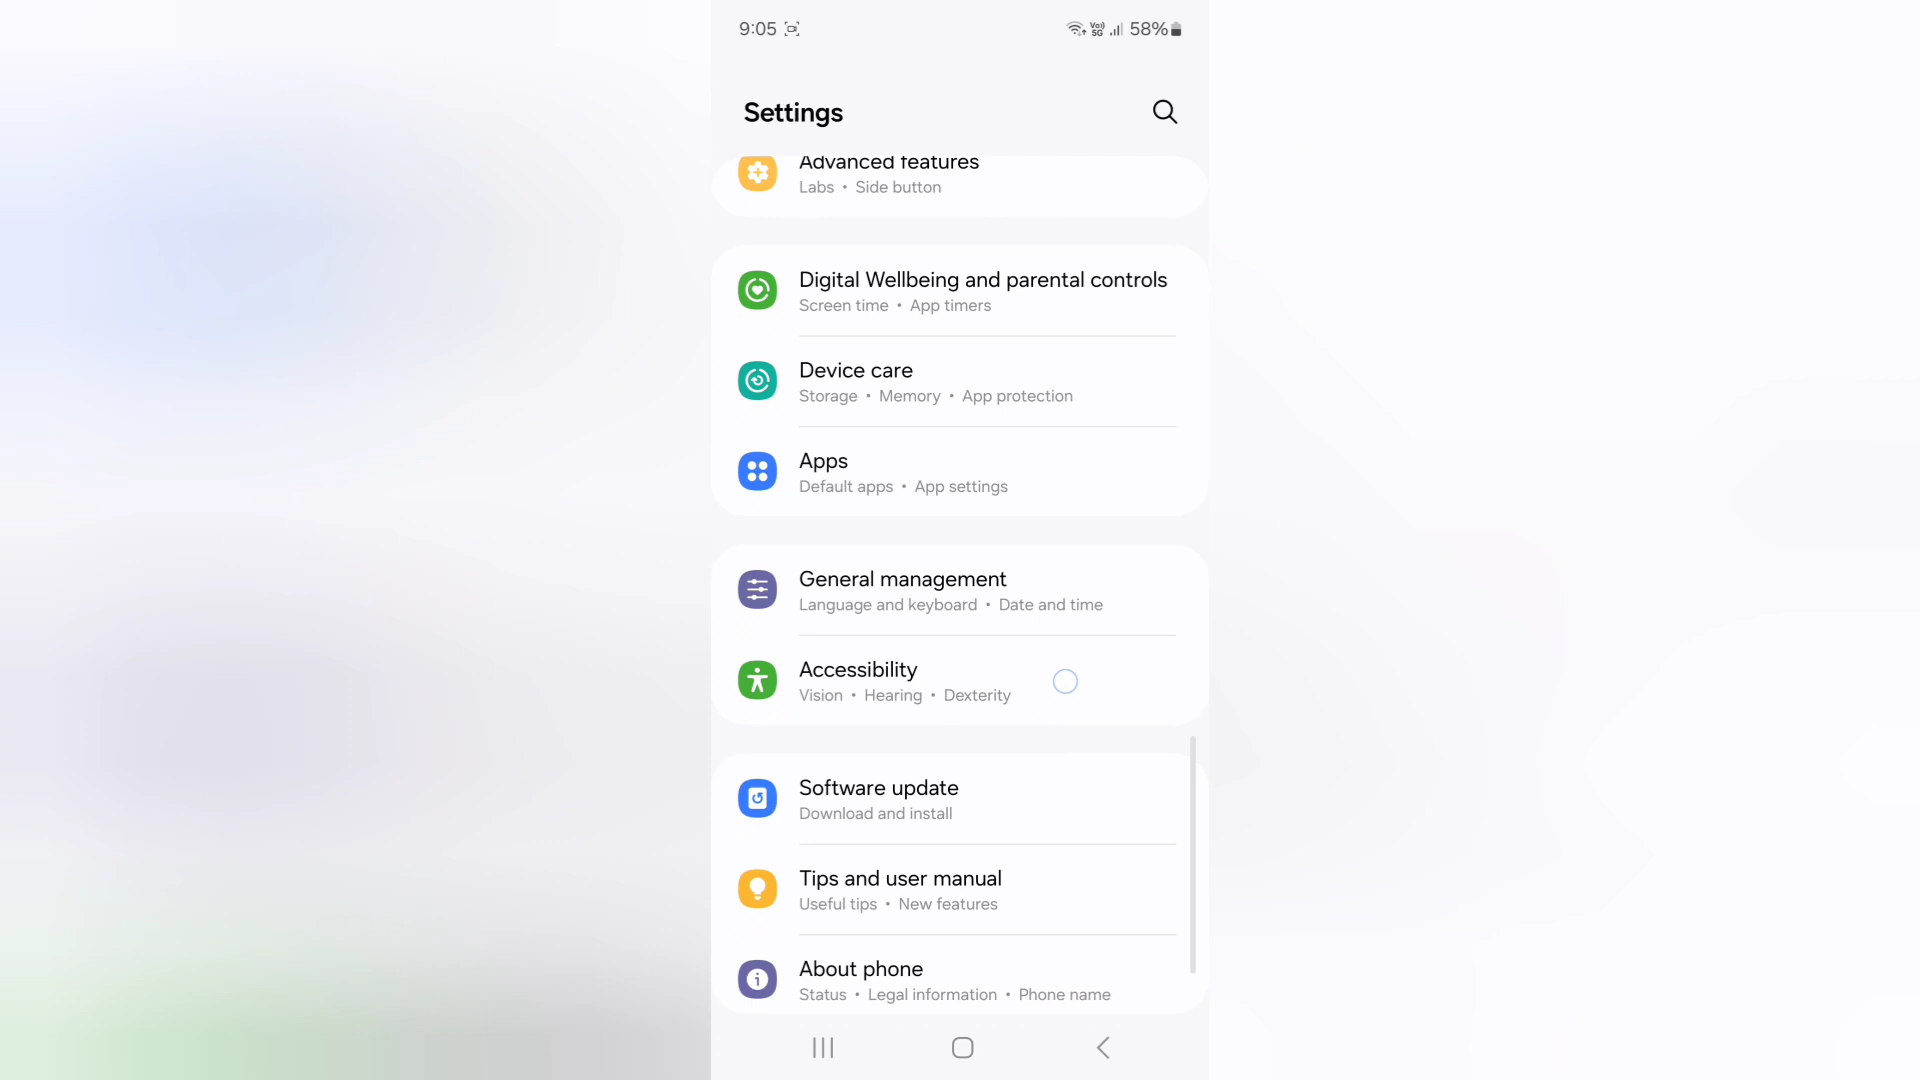 9:05
Vo)) 5G 58%
Settings
Advanced features
Labs • Side button
Digital Wellbeing and parental controls
Screen time • App timers
Device care
Storage • Memory • App protection
Apps
Default apps • App settings
General management
Language and keyboard • Date and time
Accessibility
Vision • Hearing • Dexterity
Software update
Download and install
Tips and user manual
Useful tips • New features
About phone
Status • Legal information • Phone name